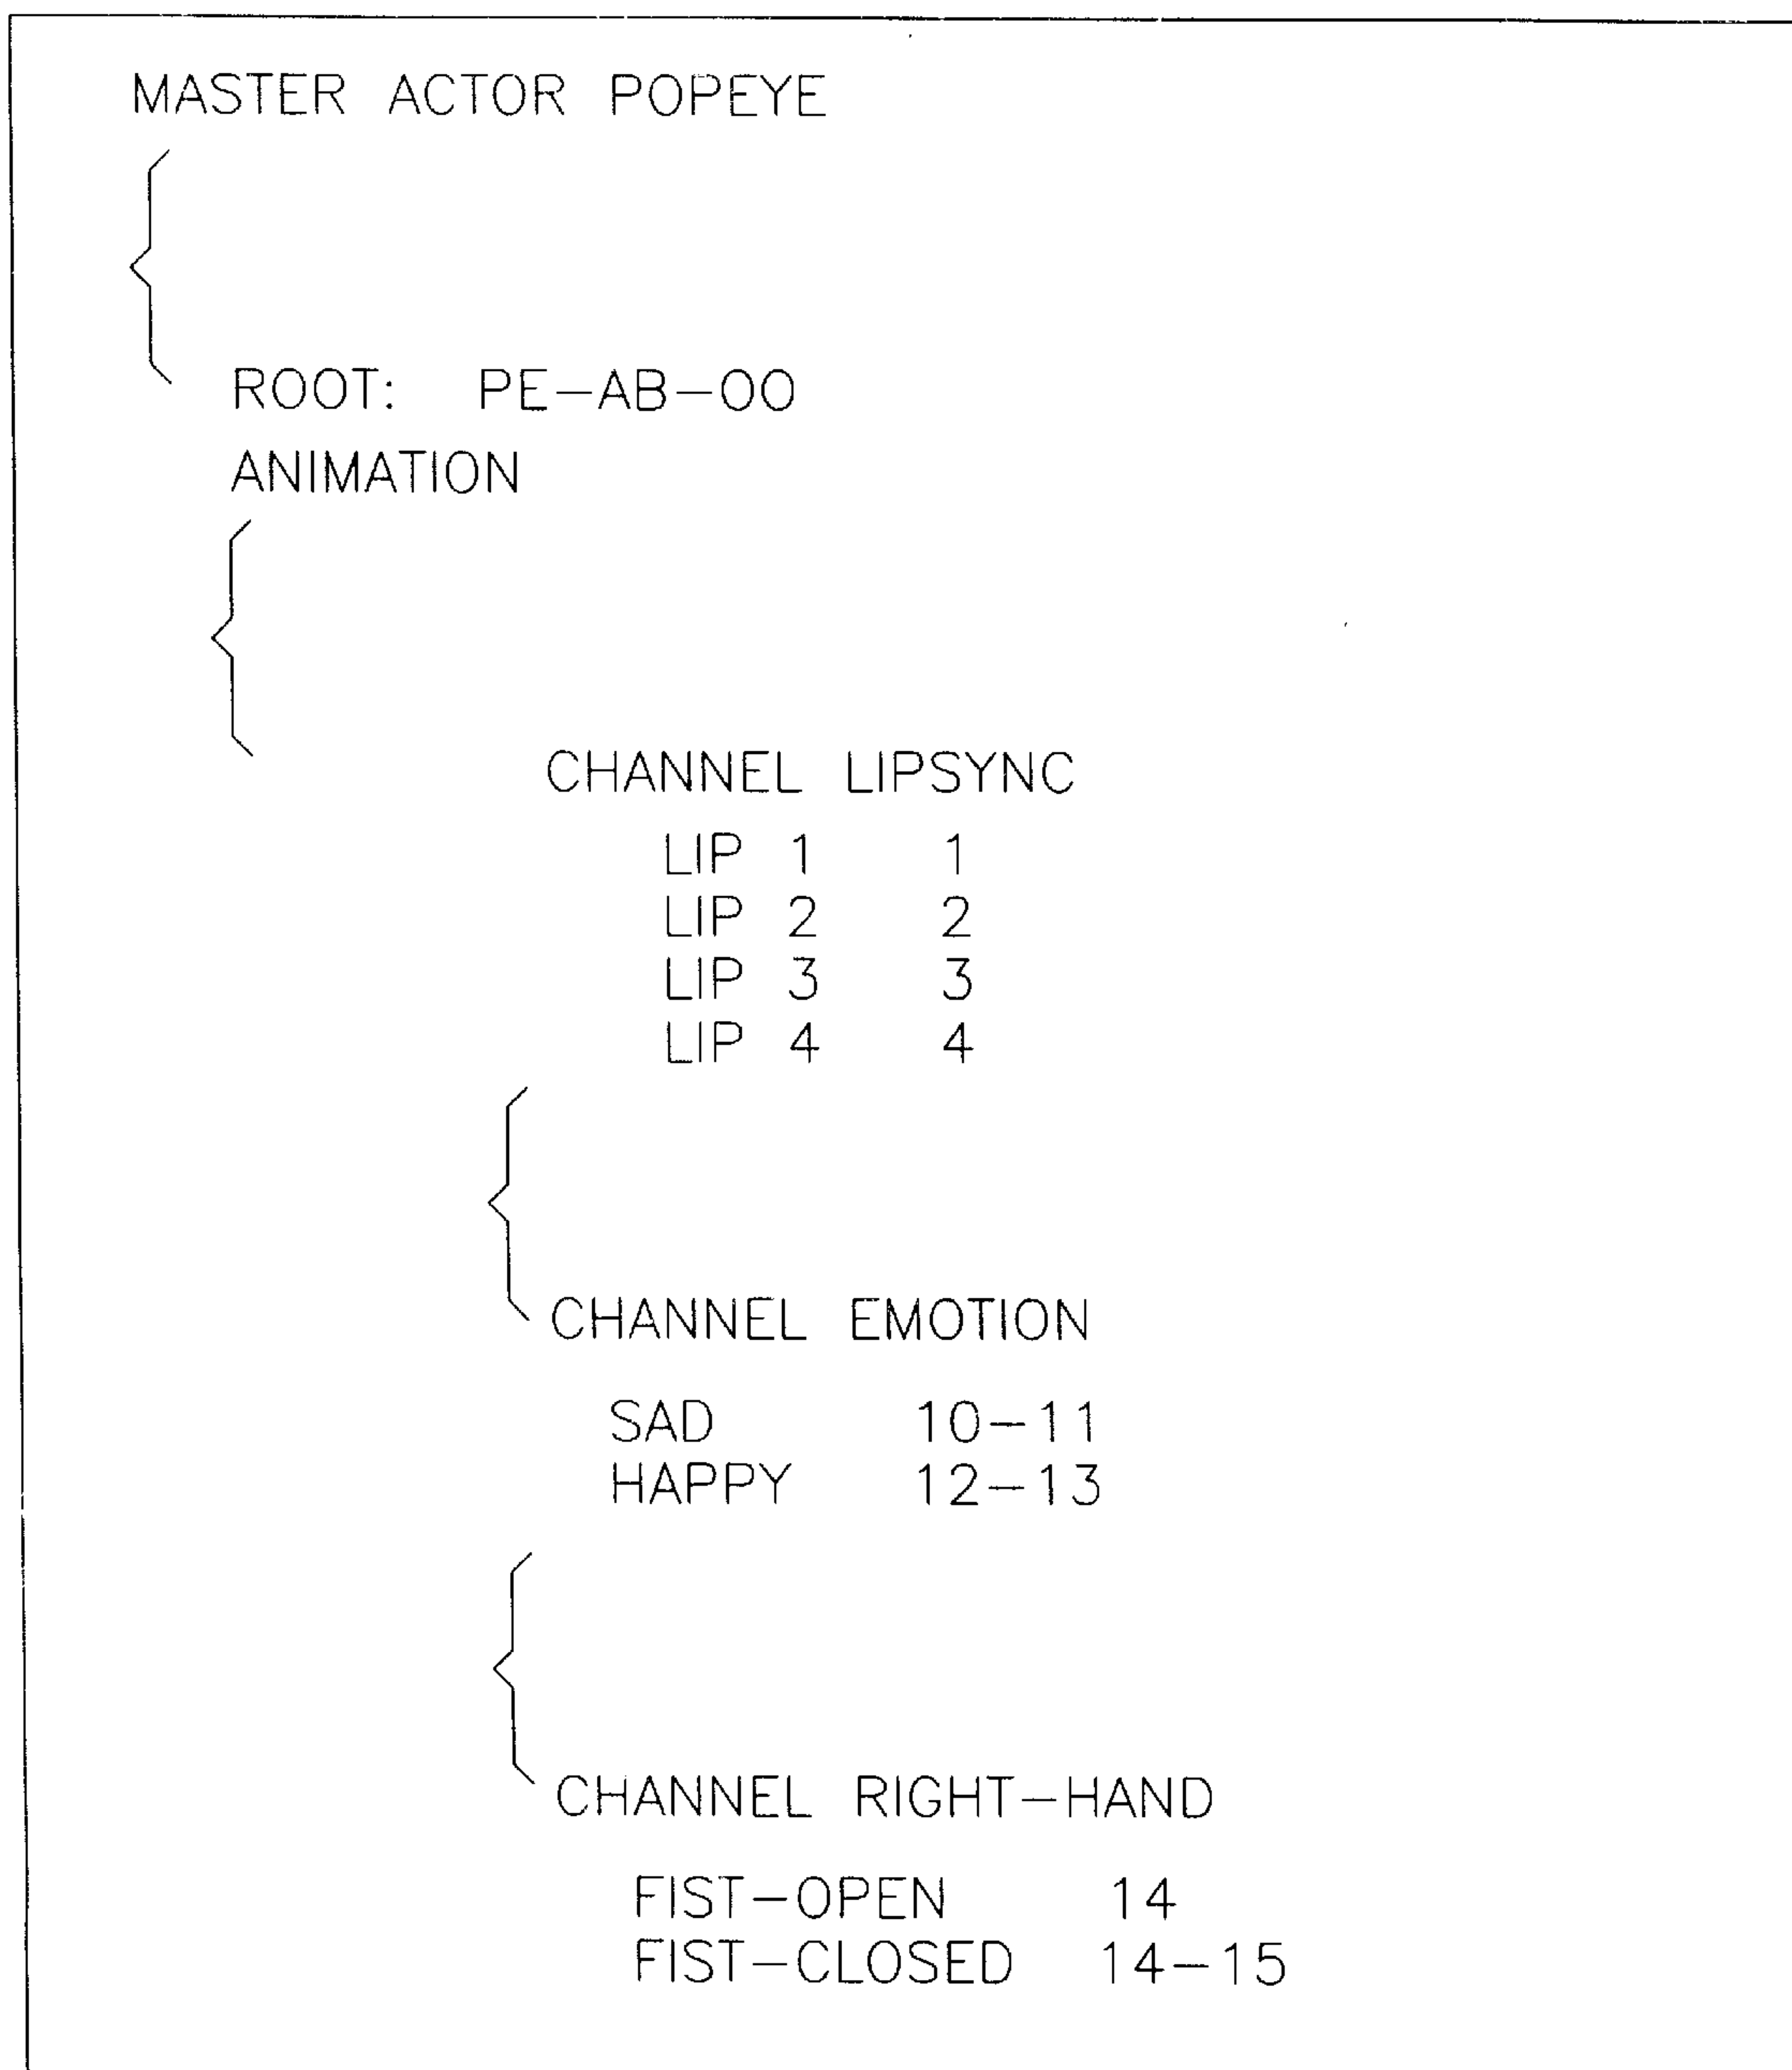 MASTER ACTOR POPEYE
{
ROOT: PE-AB-00
ANIMATION
{
CHANNEL LIPSYNC
LIP 1 1
LIP 2 2
LIP 3 3
LIP 4 4
{
CHANNEL EMOTION
SAD 10-11
HAPPY 12-13
{
CHANNEL RIGHT-HAND
FIST-OPEN 14
FIST-CLOSED 14-15